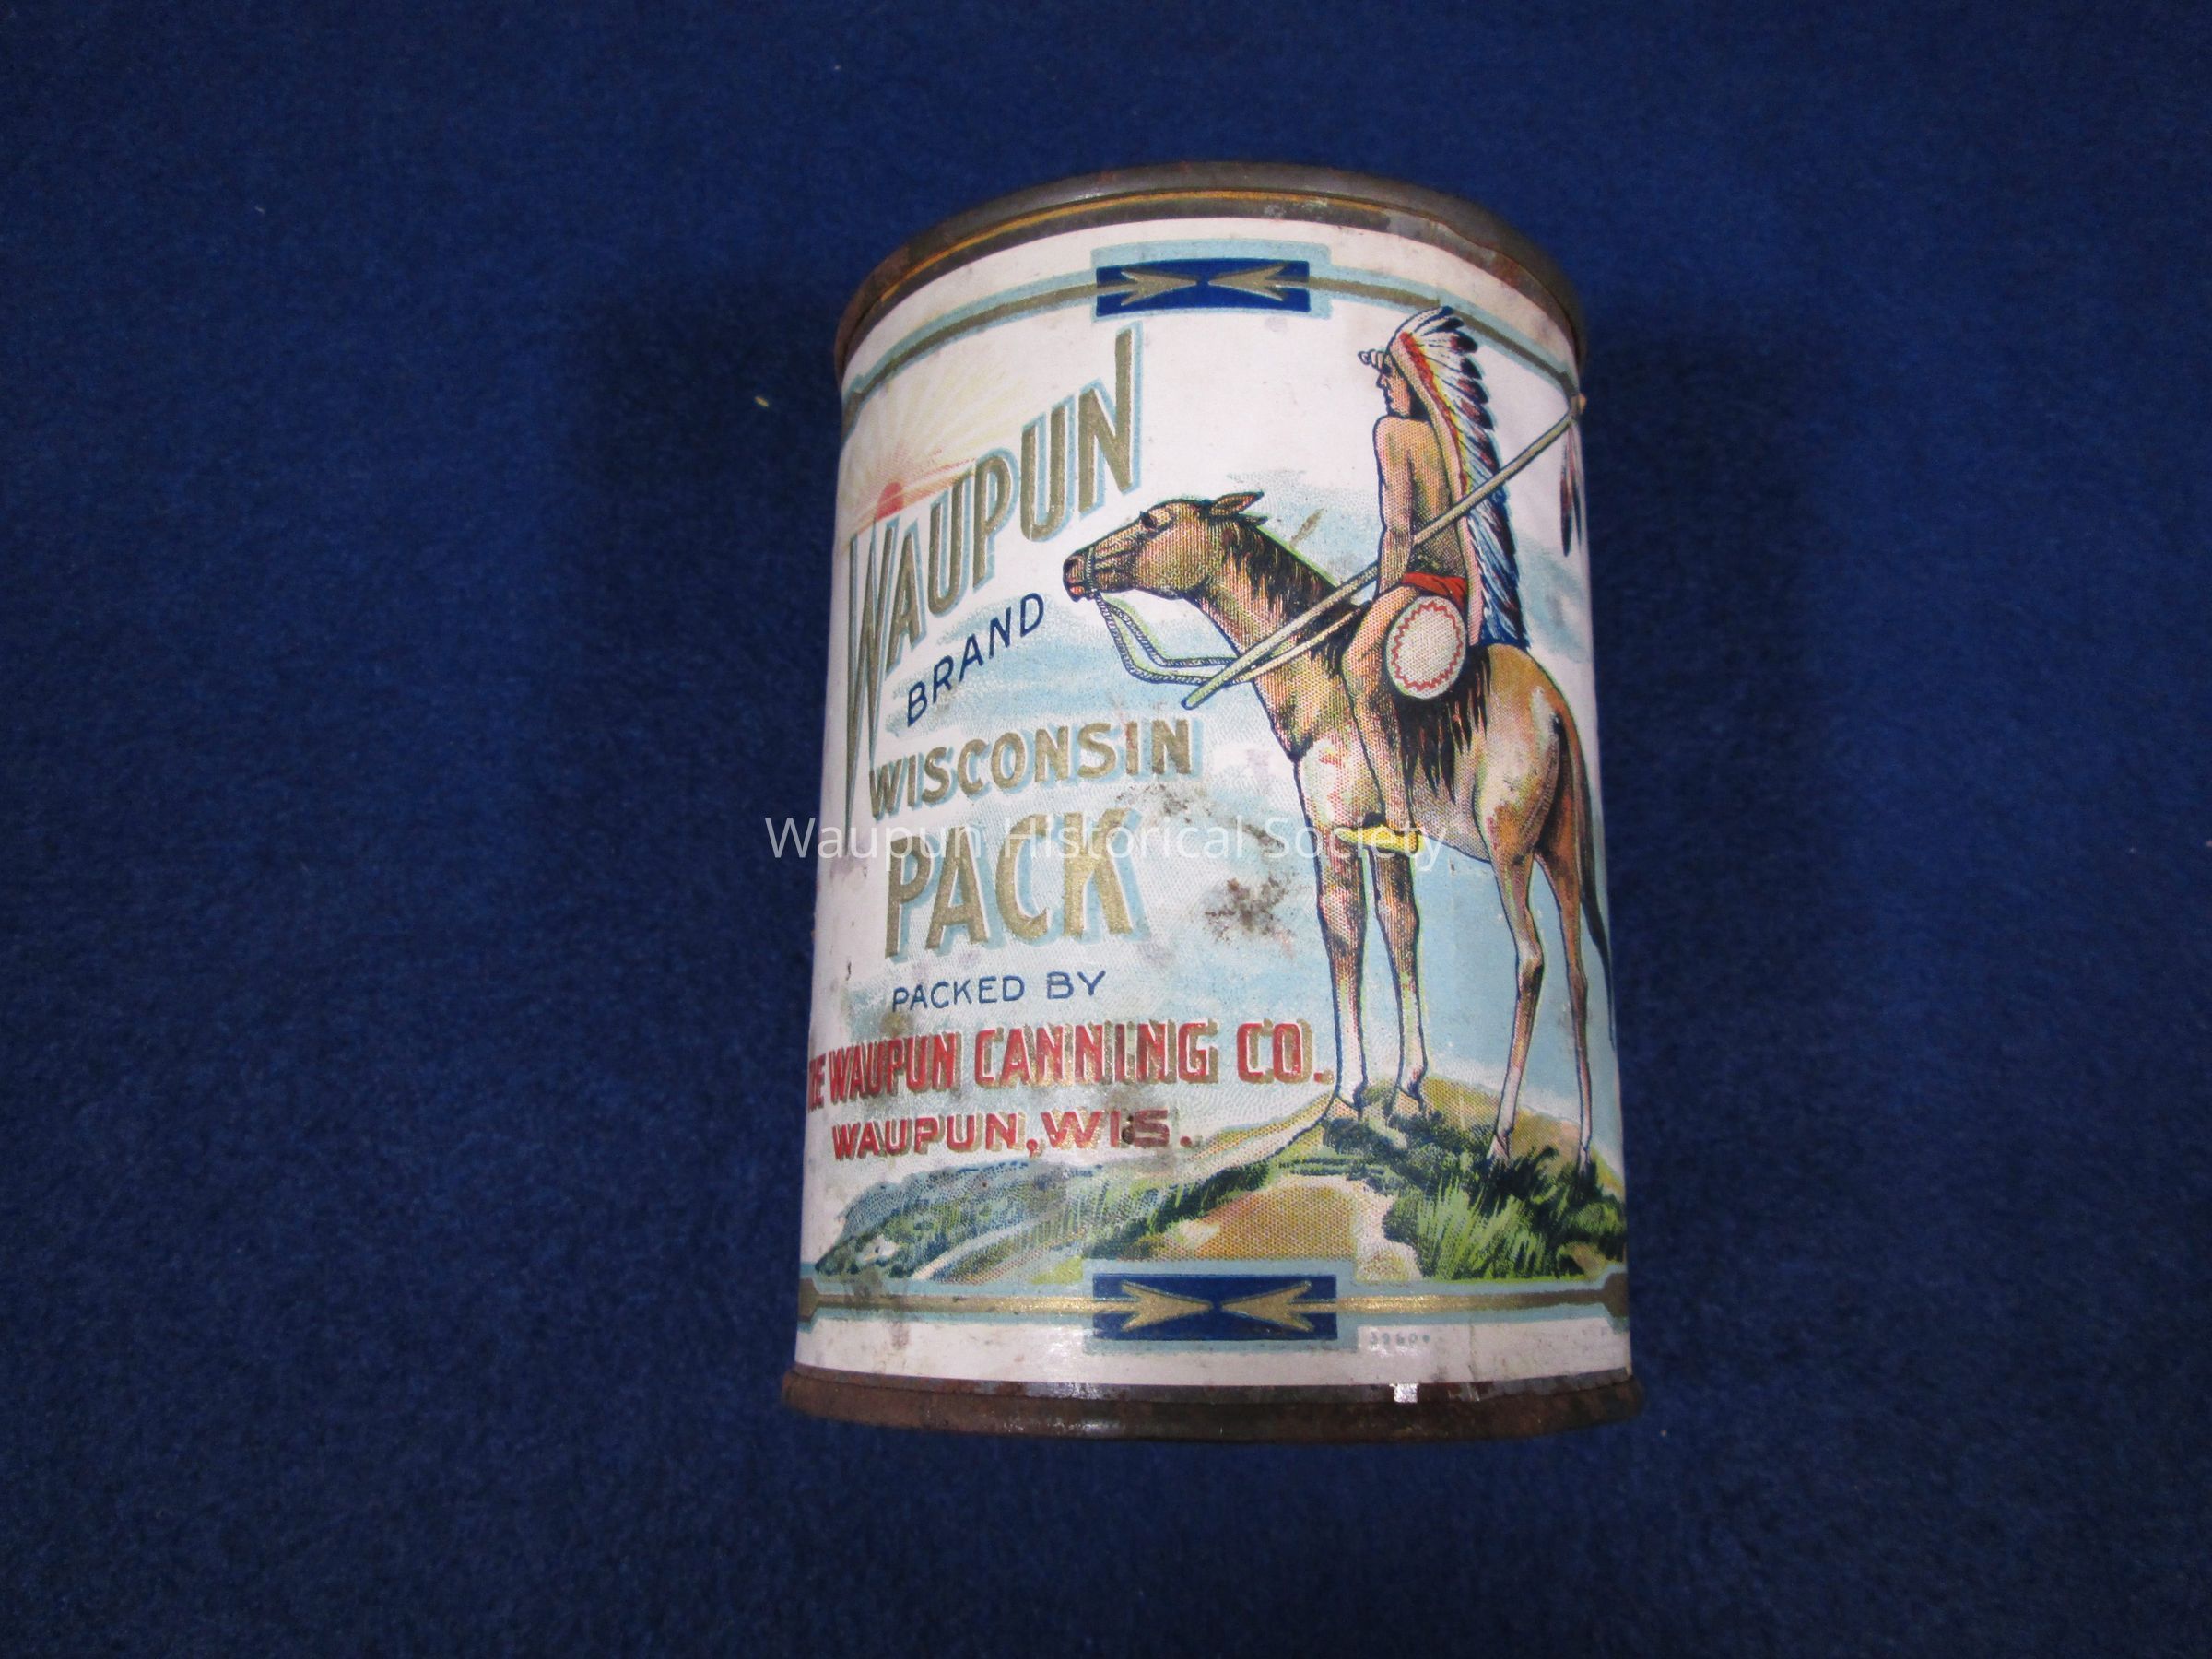 WAUPUN
BRAND
WISCONSIN
PACK
PACKED BY
THE WAUPUN CANNING CO.
WAUPUN, WIS.
Waupun Historical Society